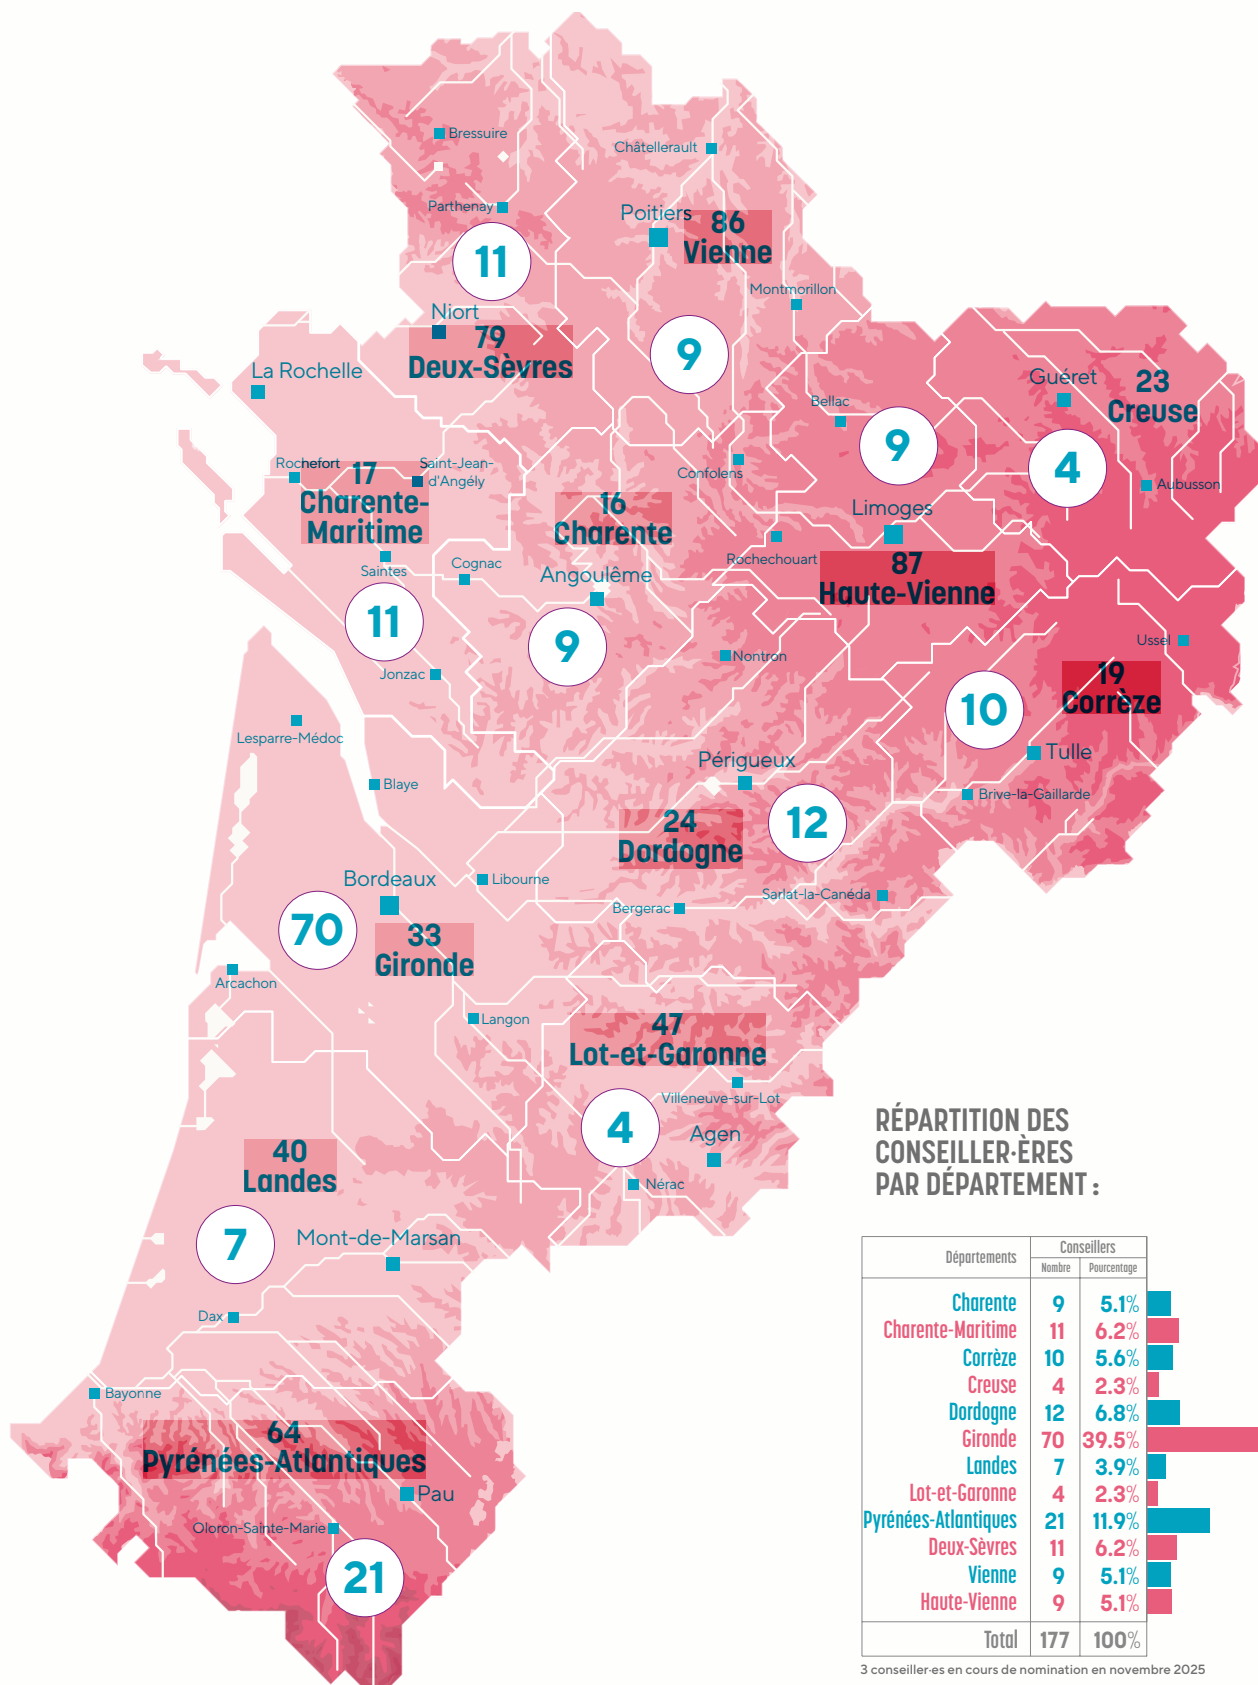 Bressuire
Châtellerault
Parthenay
Poitiers
86
Vienne
11
Montmorillon
Niort
79
Deux-Sèvres
9
La Rochelle
Guéret
23
Creuse
Bellac
9
4
Rochefort
17
Charente-
Maritime
Saint-Jean-
d'Angély
Confolens
Aubusson
16
Charente
Limoges
Saintes
Cognac
Angoulême
Rochechouart
87
Haute-Vienne
11
9
Ussel
Nontron
Jonzac
19
Corrèze
10
Lesparre-Médoc
Tulle
Périgueux
Blaye
Brive-la-Gaillarde
24
Dordogne
12
Bordeaux
Libourne
Sarlat-la-Canéda
Bergerac
70
33
Gironde
Arcachon
Langon
47
Lot-et-Garonne
Villeneuve-sur-Lot
4
Agen
40
Landes
Nérac
7
Mont-de-Marsan
Dax
Bayonne
64
Pyrénées-Atlantiques
Pau
Oloron-Sainte-Marie
21
RÉPARTITION DES
CONSEILLER·ÈRES
PAR DÉPARTEMENT :
Départements Conseillers
Nombre Pourcentage
Charente 9 5.1%
Charente-Maritime 11 6.2%
Corrèze 10 5.6%
Creuse 4 2.3%
Dordogne 12 6.8%
Gironde 70 39.5%
Landes 7 3.9%
Lot-et-Garonne 4 2.3%
Pyrénées-Atlantiques 21 11.9%
Deux-Sèvres 11 6.2%
Vienne 9 5.1%
Haute-Vienne 9 5.1%
Total 177 100%
3 conseiller·es en cours de nomination en novembre 2025